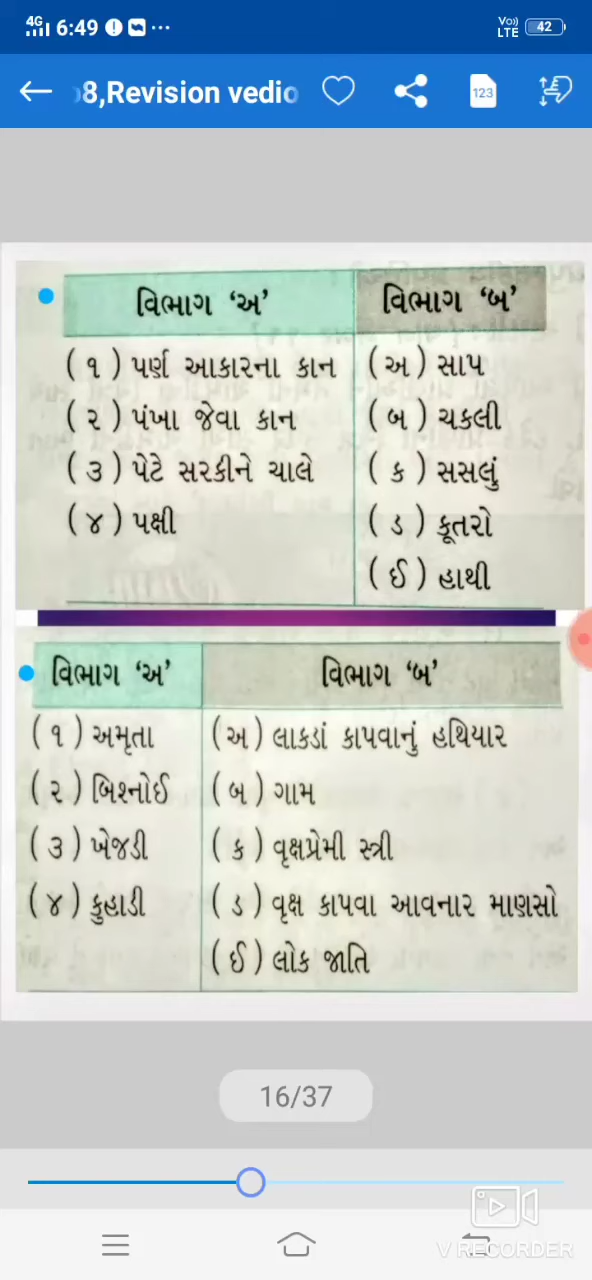 4G 6:49 ... Vo) LTE 42
8,Revision vedio 123
વિભાગ ‘અ’ વિભાગ ‘બ’
(૧) પર્ણ આકારના કાન (અ) સાપ
(૨) પંખા જેવા કાન (બ) ચકલી
(૩) પેટે સરકીને ચાલે (ક) સસલું
(૪) પક્ષી (ડ) કૂતરો
(ઈ) હાથી
વિભાગ ‘અ’ વિભાગ ‘બ’
(૧) અમૃતા (અ) લાકડાં કાપવાનું હથિયાર
(૨) બિશ્નોઈ (બ) ગામ
(૩) ખેજડી (ક) વૃક્ષપ્રેમી સ્ત્રી
(૪) કુહાડી (ડ) વૃક્ષ કાપવા આવનાર માણસો
(ઈ) લોક જાતિ
16/37
V RECORDER